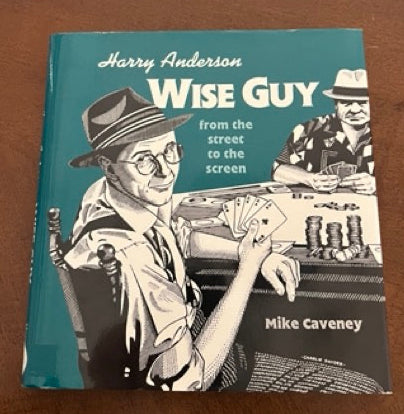 Harry Anderson
WISE GUY
from the
street
to the
screen
Mike Caveney